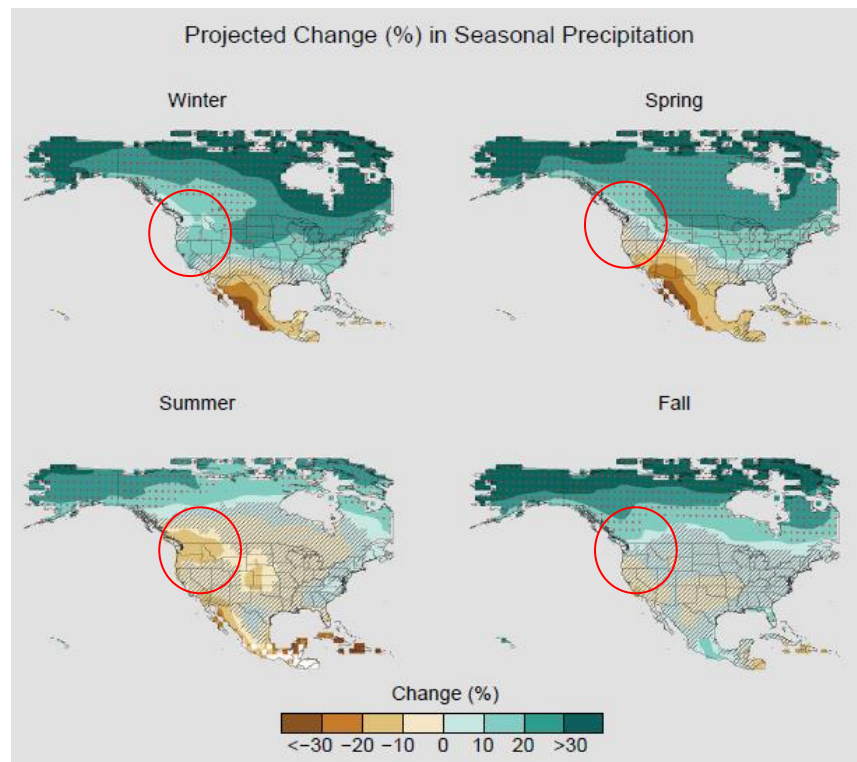 Projected Change (%) in Seasonal Precipitation
Winter
Spring
Summer
Fall
Change (%)
<−30 −20 −10 0 10 20 >30